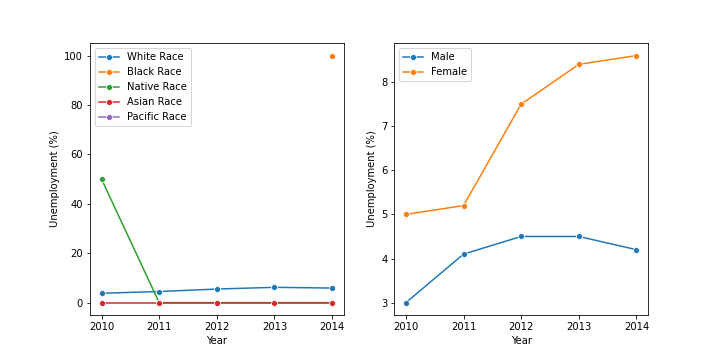 White Race
Black Race
Native Race
Asian Race
Pacific Race
Unemployment (%)
100
80
60
40
20
0
2010 2011 2012 2013 2014
Year
Male
Female
Unemployment (%)
8
7
6
5
4
3
2010 2011 2012 2013 2014
Year